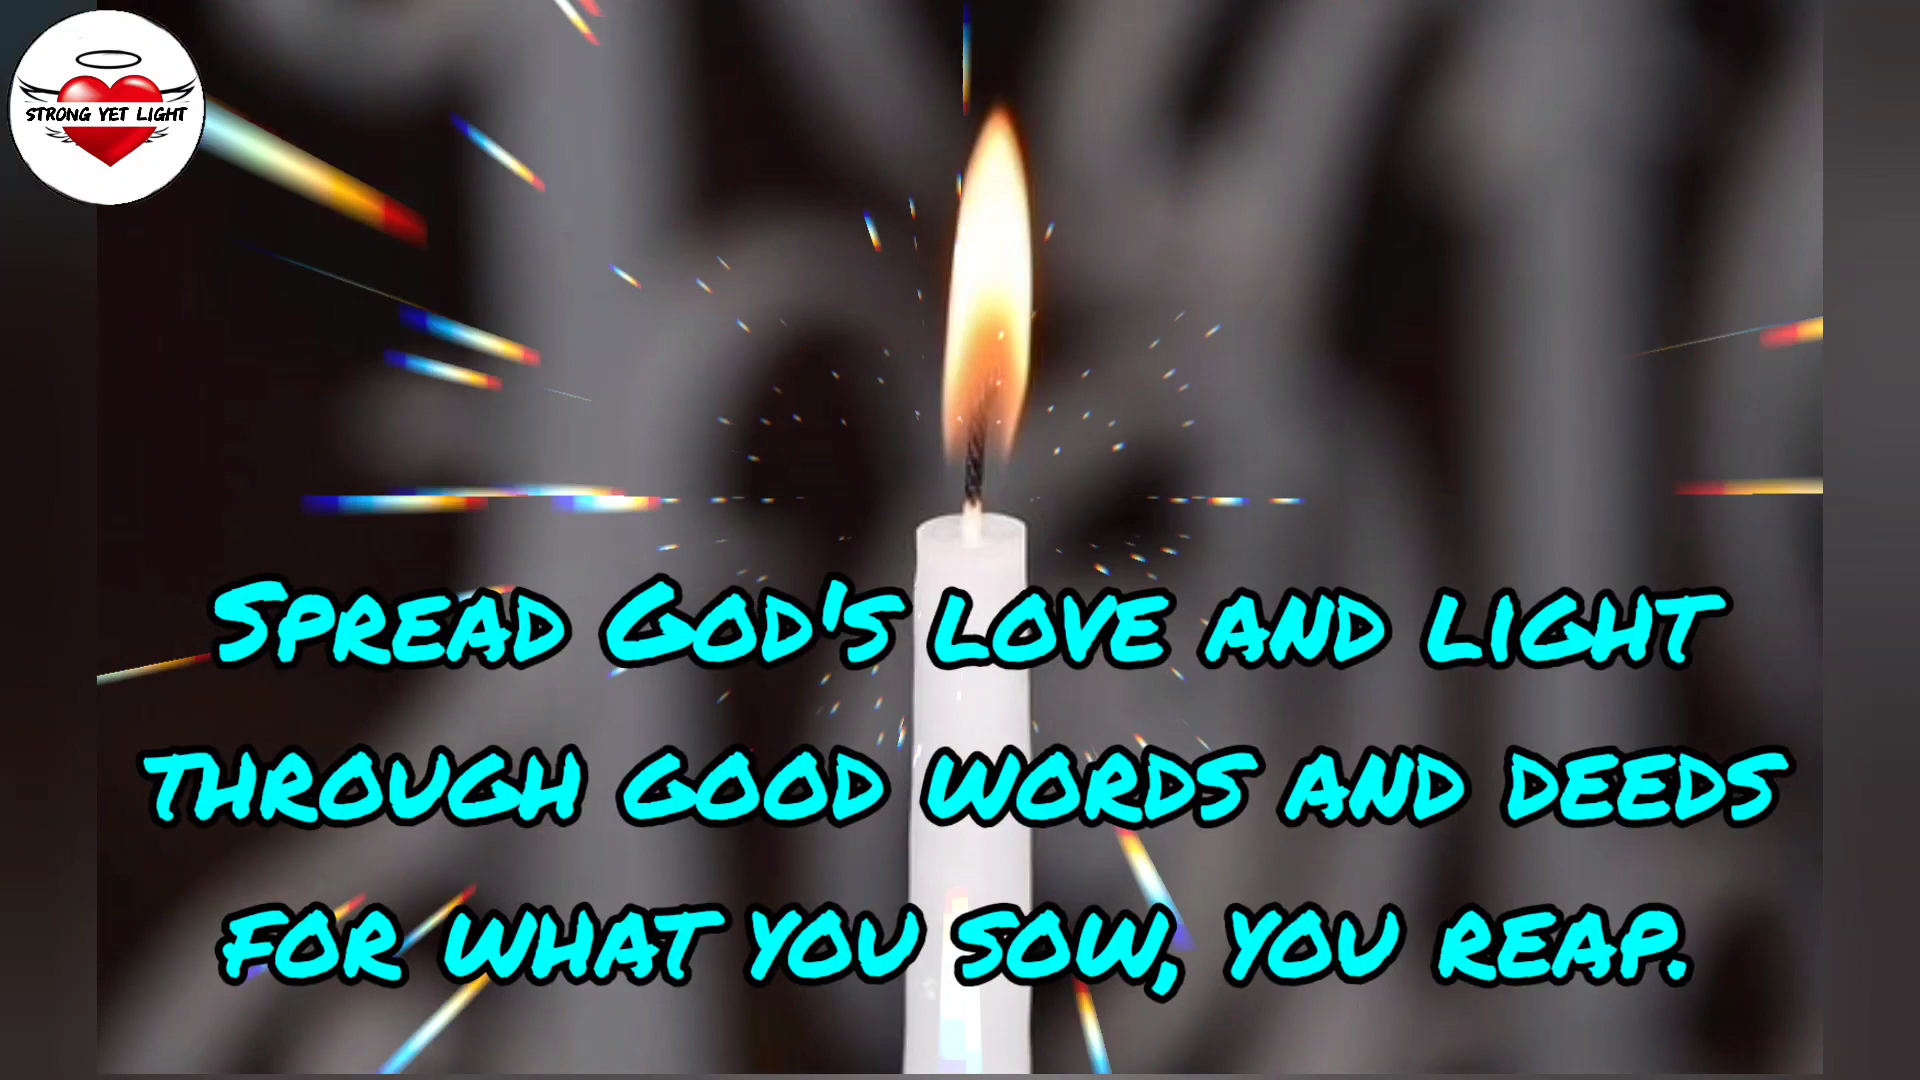 STRONG YET LIGHT
SPREAD GOD'S LOVE AND LIGHT
THROUGH GOOD WORDS AND DEEDS
FOR WHAT YOU SOW, YOU REAP.